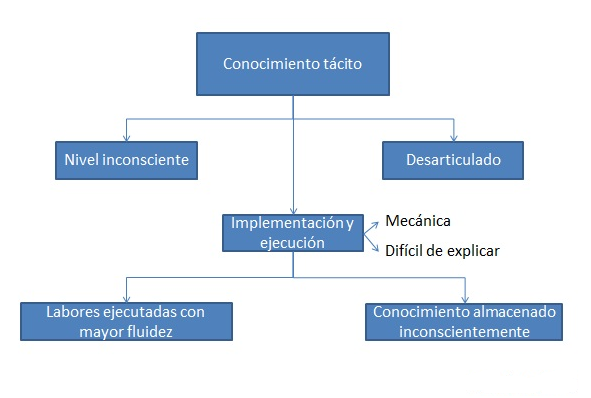 Conocimiento tácito
Nivel inconsciente
Desarticulado
Implementación y
ejecución
Mecánica
Difícil de explicar
Labores ejecutadas con
mayor fluidez
Conocimiento almacenado
inconscientemente